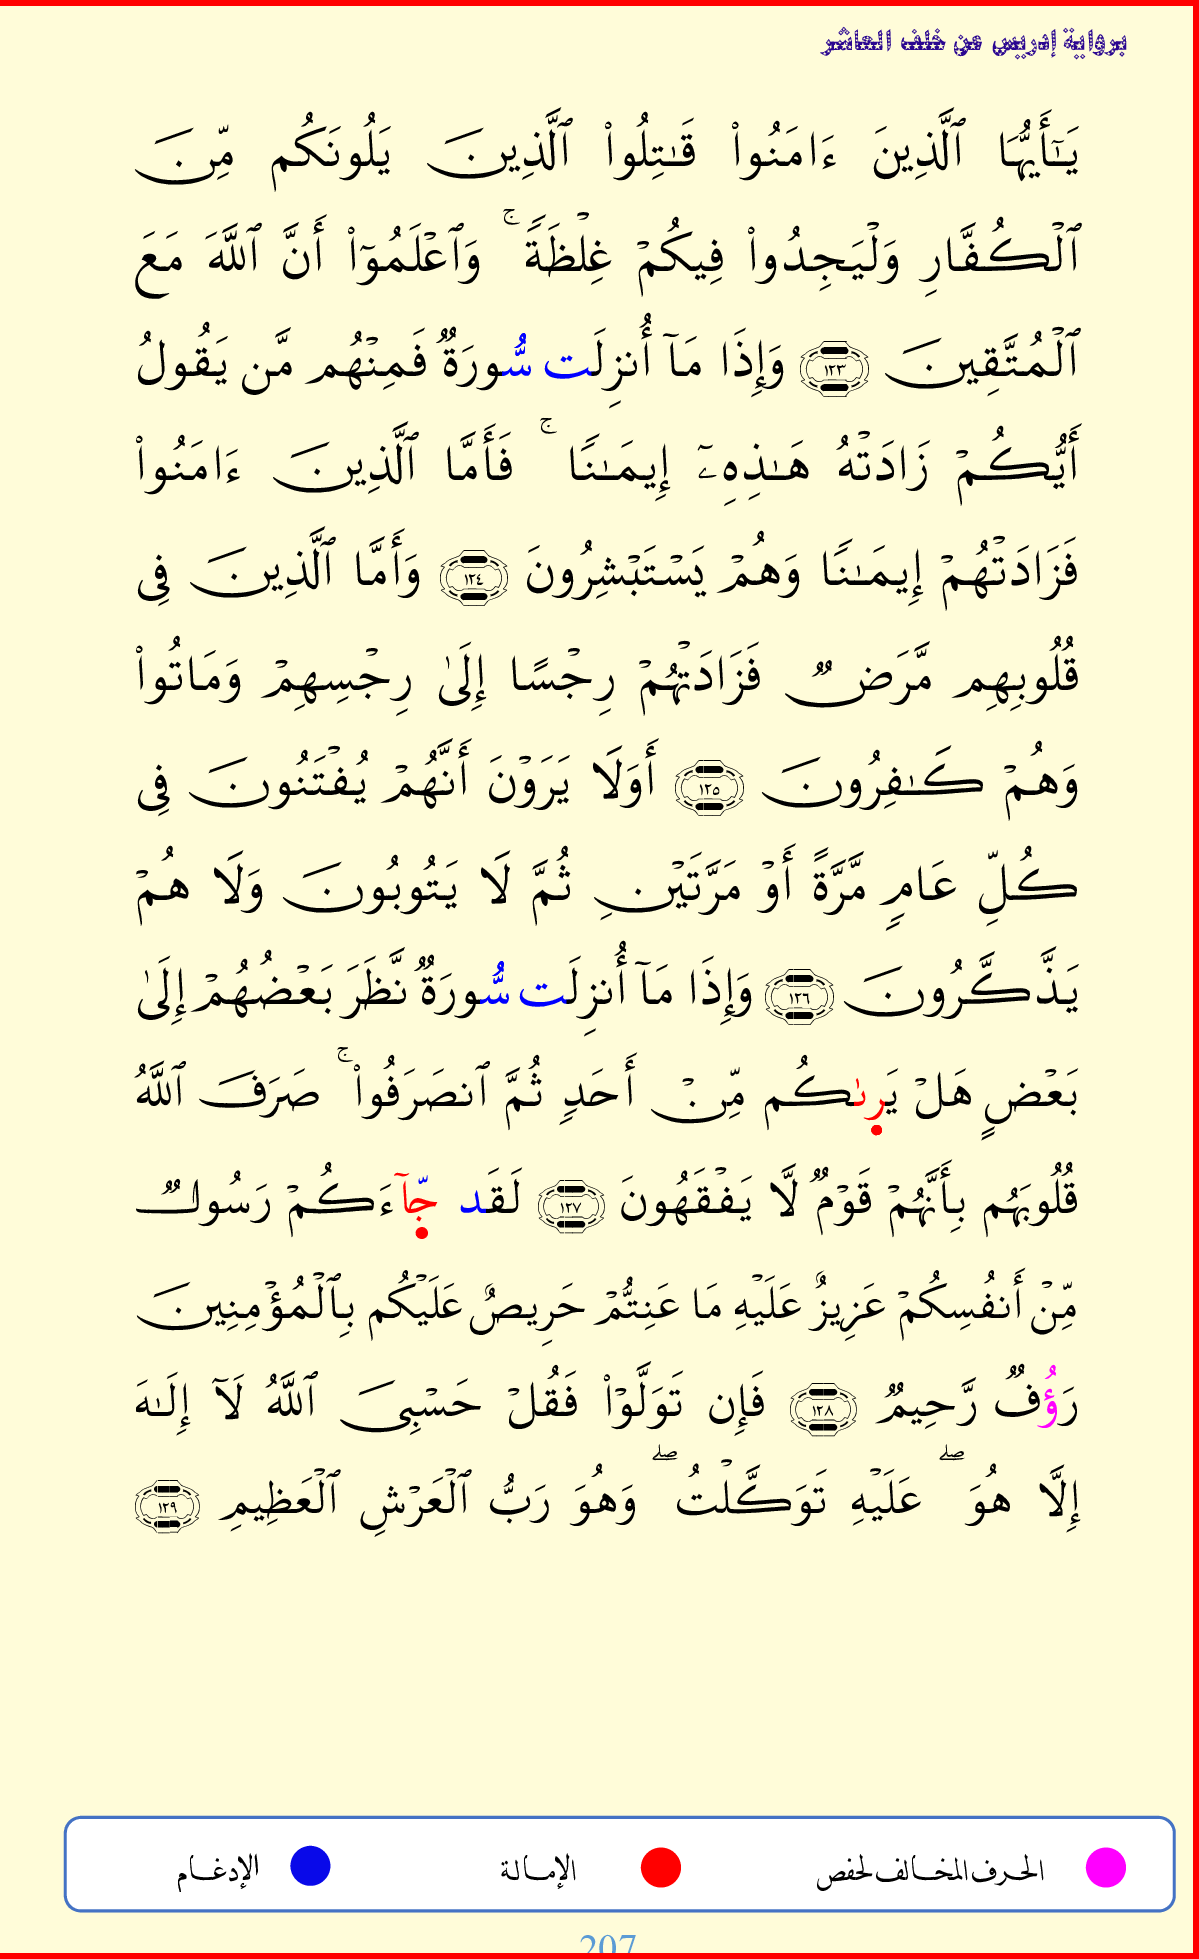 برواية إدريس عن خلف العاشر
يَـٰٓأَيُّهَا ٱلَّذِينَ ءَامَنُوا۟ قَـٰتِلُوا۟ ٱلَّذِينَ يَلُونَكُم مِّنَ
ٱلْكُفَّارِ وَلْيَجِدُوا۟ فِيكُمْ غِلْظَةً ۚ وَٱعْلَمُوٓا۟ أَنَّ ٱللَّهَ مَعَ
ٱلْمُتَّقِينَ ١٢٣ وَإِذَا مَآ أُنزِلَت سُّورَةٌ فَمِنْهُم مَّن يَقُولُ
أَيُّكُمْ زَادَتْهُ هَـٰذِهِۦٓ إِيمَـٰنًا ۚ فَأَمَّا ٱلَّذِينَ ءَامَنُوا۟
فَزَادَتْهُمْ إِيمَـٰنًا وَهُمْ يَسْتَبْشِرُونَ ١٢٤ وَأَمَّا ٱلَّذِينَ فِى
قُلُوبِهِم مَّرَضٌ فَزَادَتْهُمْ رِجْسًا إِلَىٰ رِجْسِهِمْ وَمَاتُوا۟
وَهُمْ كَـٰفِرُونَ ١٢٥ أَوَلَا يَرَوْنَ أَنَّهُمْ يُفْتَنُونَ فِى
كُلِّ عَامٍ مَّرَّةً أَوْ مَرَّتَيْنِ ثُمَّ لَا يَتُوبُونَ وَلَا هُمْ
يَذَّكَّرُونَ ١٢٦ وَإِذَا مَآ أُنزِلَت سُّورَةٌ نَّظَرَ بَعْضُهُمْ إِلَىٰ
بَعْضٍ هَلْ يَرِىٰكُم مِّنْ أَحَدٍ ثُمَّ ٱنصَرَفُوا۟ ۚ صَرَفَ ٱللَّهُ
قُلُوبَهُم بِأَنَّهُمْ قَوْمٌ لَّا يَفْقَهُونَ ١٢٧ لَقَد جَّآءَكُمْ رَسُولٌ
مِّنْ أَنفُسِكُمْ عَزِيزٌ عَلَيْهِ مَا عَنِتُّمْ حَرِيصٌ عَلَيْكُم بِٱلْمُؤْمِنِينَ
رَؤُفٌ رَّحِيمٌ ١٢٨ فَإِن تَوَلَّوْا۟ فَقُلْ حَسْبِىَ ٱللَّهُ لَآ إِلَـٰهَ
إِلَّا هُوَ ۖ عَلَيْهِ تَوَكَّلْتُ ۖ وَهُوَ رَبُّ ٱلْعَرْشِ ٱلْعَظِيمِ ١٢٩
الحرف المخالف لحفص الإمالة الإدغام
207